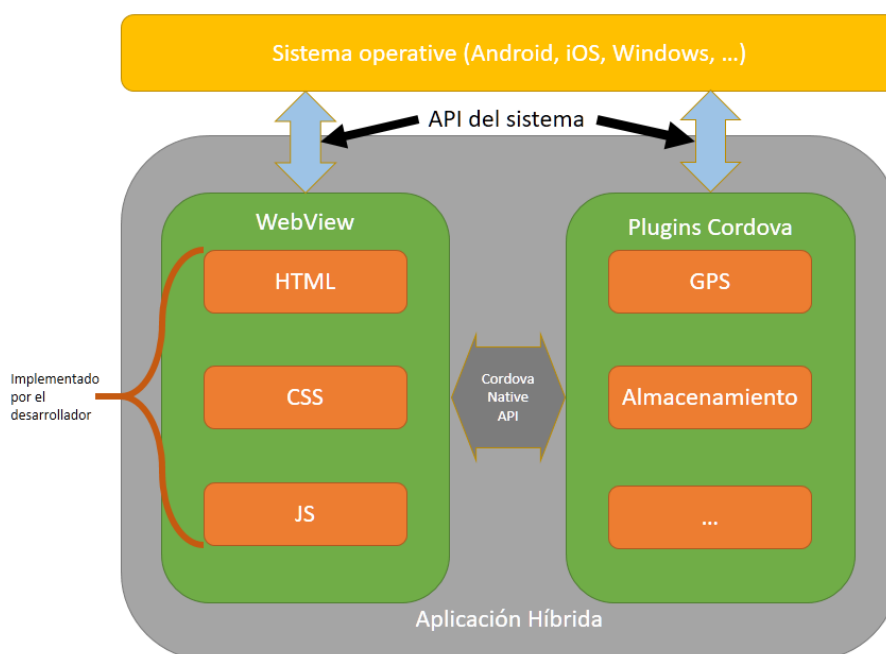 Sistema operative (Android, iOS, Windows, ...)
API del sistema
WebView
HTML
CSS
JS
Implementado
por el
desarrollador
Cordova
Native
API
Plugins Cordova
GPS
Almacenamiento
...
Aplicación Híbrida